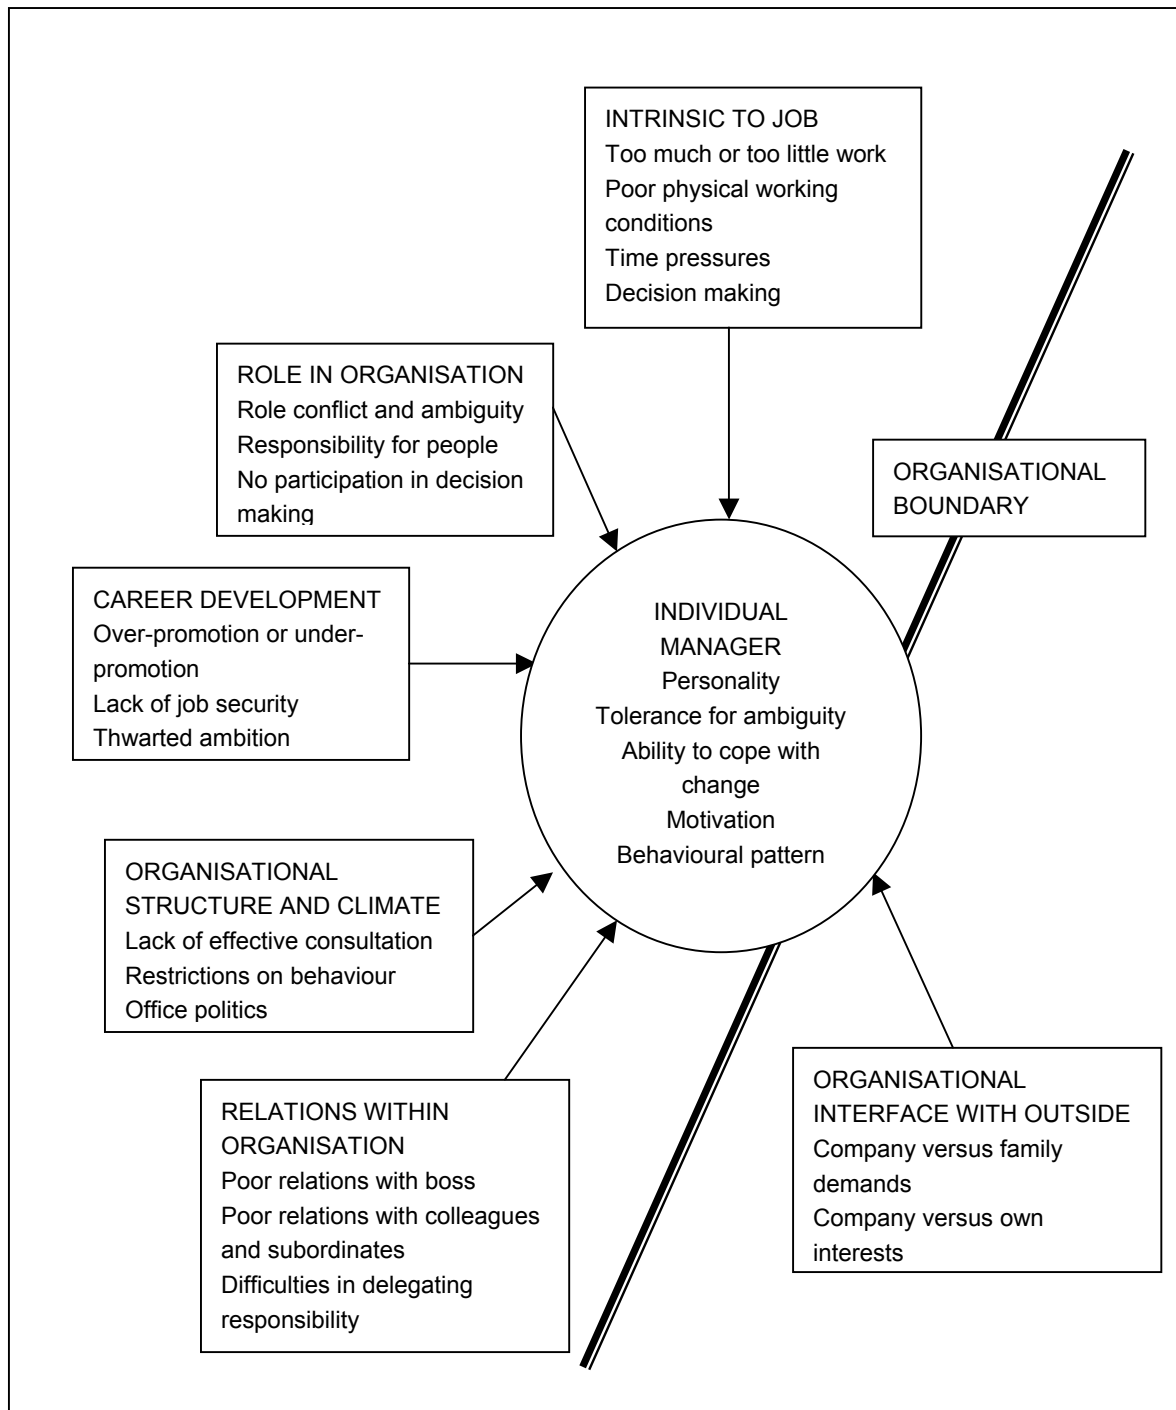 INTRINSIC TO JOB
Too much or too little work
Poor physical working
conditions
Time pressures
Decision making
ROLE IN ORGANISATION
Role conflict and ambiguity
Responsibility for people
No participation in decision
making
ORGANISATIONAL
BOUNDARY
CAREER DEVELOPMENT
Over-promotion or under-
promotion
Lack of job security
Thwarted ambition
INDIVIDUAL
MANAGER
Personality
Tolerance for ambiguity
Ability to cope with
change
Motivation
Behavioural pattern
ORGANISATIONAL
STRUCTURE AND CLIMATE
Lack of effective consultation
Restrictions on behaviour
Office politics
RELATIONS WITHIN
ORGANISATION
Poor relations with boss
Poor relations with colleagues
and subordinates
Difficulties in delegating
responsibility
ORGANISATIONAL
INTERFACE WITH OUTSIDE
Company versus family
demands
Company versus own
interests